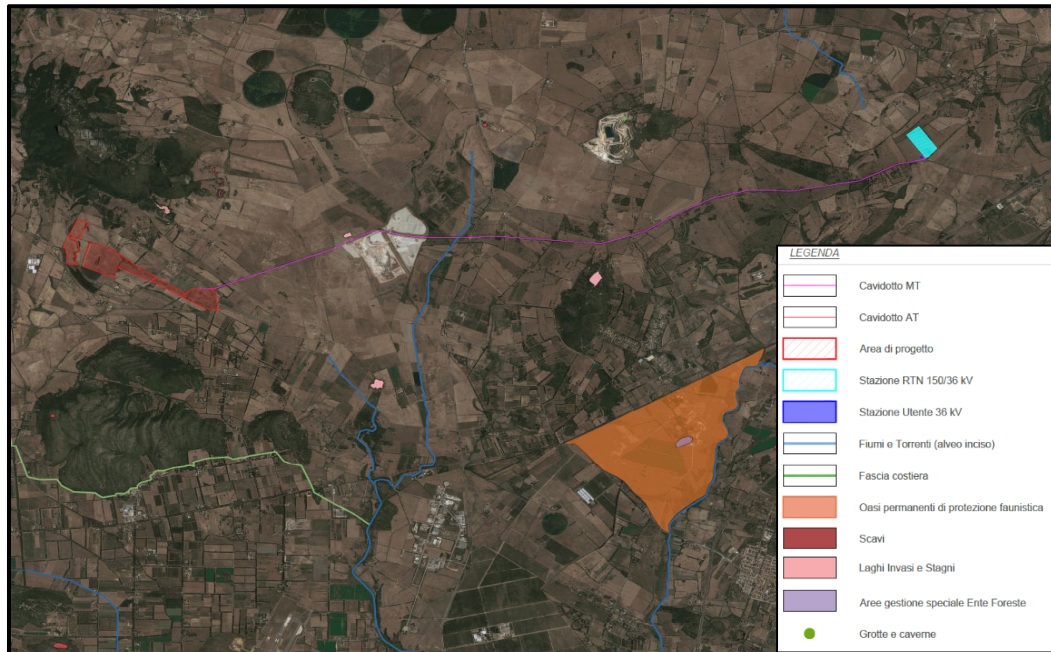 LEGENDA
Cavidotto MT
Cavidotto AT
Area di progetto
Stazione RTN 150/36 kV
Stazione Utente 36 kV
Fiumi e Torrenti (alveo inciso)
Fascia costiera
Oasi permanenti di protezione faunistica
Scavi
Laghi Invasi e Stagni
Aree gestione speciale Ente Foreste
Grotte e caverne